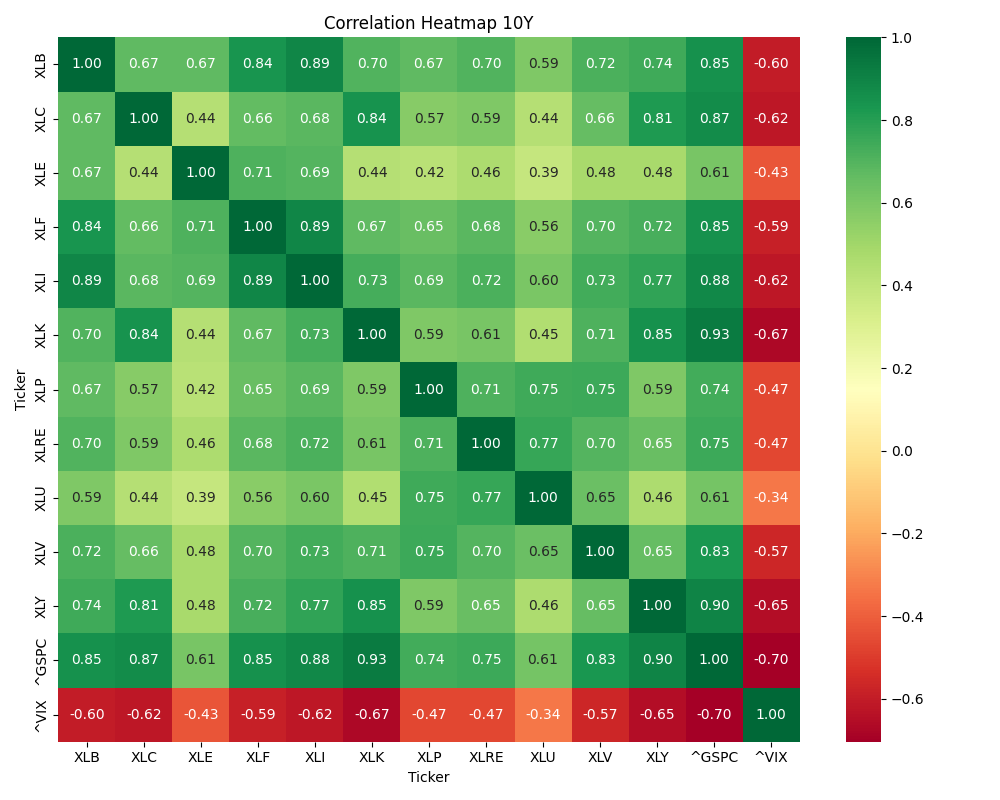 Correlation Heatmap 10Y
XLB 1.00 0.67 0.67 0.84 0.89 0.70 0.67 0.70 0.59 0.72 0.74 0.85 -0.60
XLC 0.67 1.00 0.44 0.66 0.68 0.84 0.57 0.59 0.44 0.66 0.81 0.87 -0.62
XLE 0.67 0.44 1.00 0.71 0.69 0.44 0.42 0.46 0.39 0.48 0.48 0.61 -0.43
XLF 0.84 0.66 0.71 1.00 0.89 0.67 0.65 0.68 0.56 0.70 0.72 0.85 -0.59
XLI 0.89 0.68 0.69 0.89 1.00 0.73 0.69 0.72 0.60 0.73 0.77 0.88 -0.62
XLK 0.70 0.84 0.44 0.67 0.73 1.00 0.59 0.61 0.45 0.71 0.85 0.93 -0.67
XLP 0.67 0.57 0.42 0.65 0.69 0.59 1.00 0.71 0.75 0.75 0.59 0.74 -0.47
XLRE 0.70 0.59 0.46 0.68 0.72 0.61 0.71 1.00 0.77 0.70 0.65 0.75 -0.47
XLU 0.59 0.44 0.39 0.56 0.60 0.45 0.75 0.77 1.00 0.65 0.46 0.61 -0.34
XLV 0.72 0.66 0.48 0.70 0.73 0.71 0.75 0.70 0.65 1.00 0.65 0.83 -0.57
XLY 0.74 0.81 0.48 0.72 0.77 0.85 0.59 0.65 0.46 0.65 1.00 0.90 -0.65
^GSPC 0.85 0.87 0.61 0.85 0.88 0.93 0.74 0.75 0.61 0.83 0.90 1.00 -0.70
^VIX -0.60 -0.62 -0.43 -0.59 -0.62 -0.67 -0.47 -0.47 -0.34 -0.57 -0.65 -0.70 1.00
Ticker
XLB XLC XLE XLF XLI XLK XLP XLRE XLU XLV XLY ^GSPC ^VIX
Ticker
1.0
0.8
0.6
0.4
0.2
0.0
−0.2
−0.4
−0.6